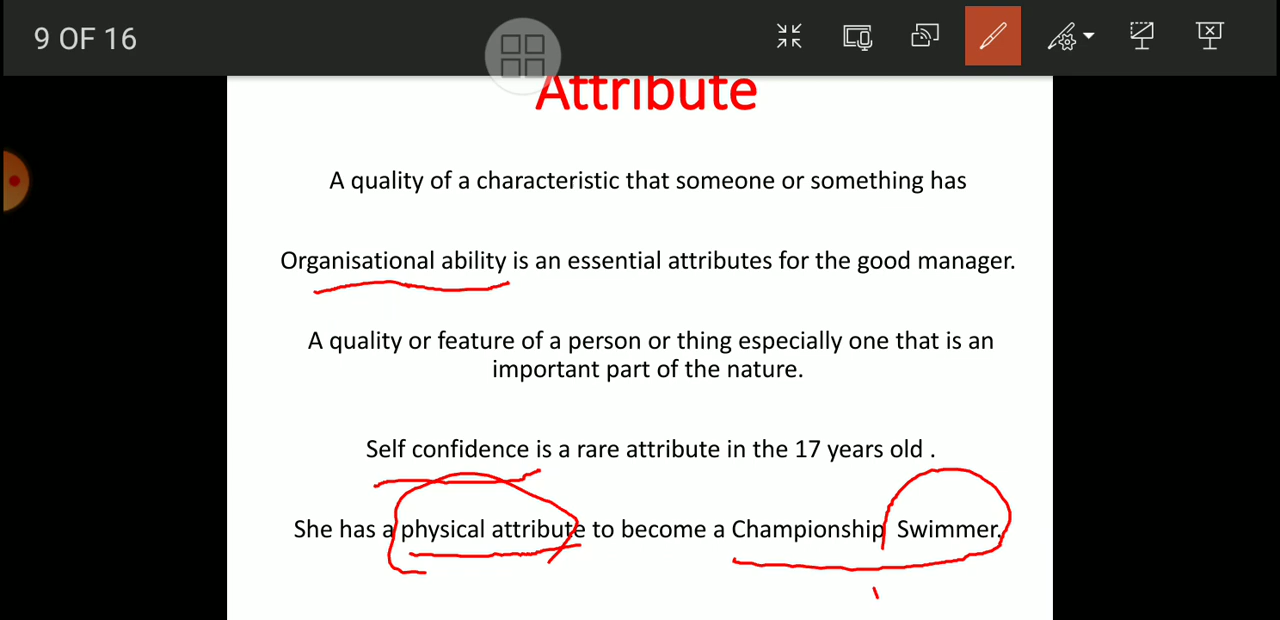 9 OF 16
Attribute
A quality of a characteristic that someone or something has
Organisational ability is an essential attributes for the good manager.
A quality or feature of a person or thing especially one that is an
important part of the nature.
Self confidence is a rare attribute in the 17 years old .
She has a physical attribute to become a Championship Swimmer.